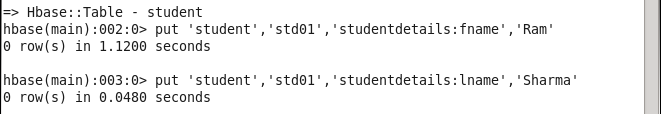 => Hbase::Table - student
hbase(main):002:0> put 'student','std01','studentdetails:fname','Ram'
0 row(s) in 1.1200 seconds
hbase(main):003:0> put 'student','std01','studentdetails:lname','Sharma'
0 row(s) in 0.0480 seconds